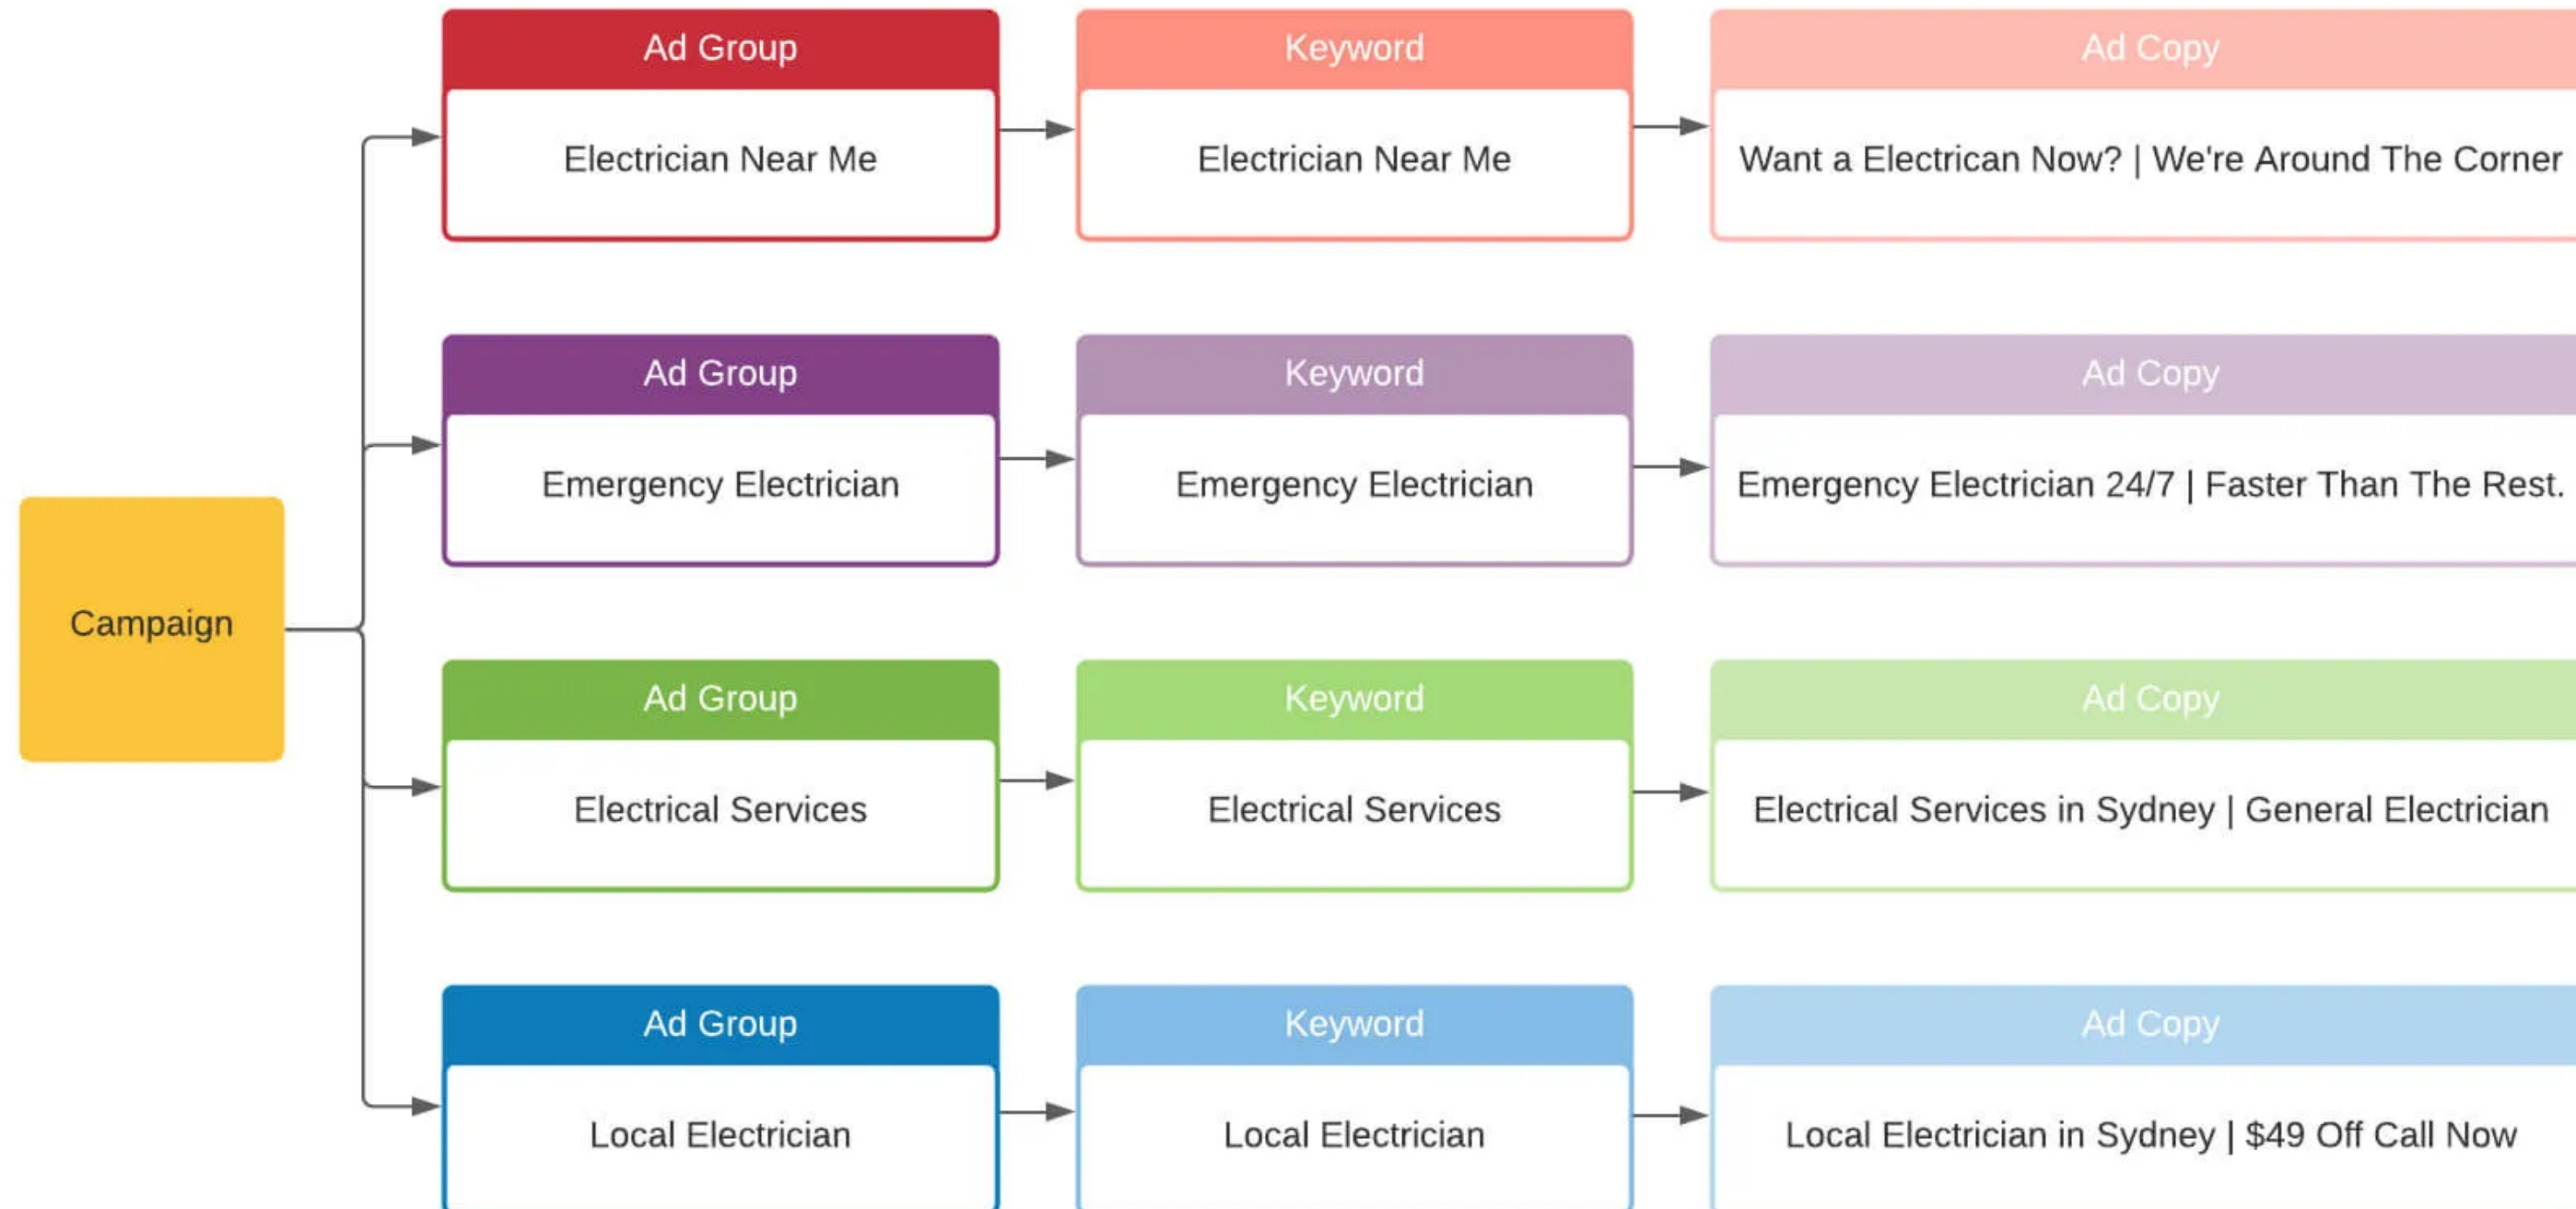 Ad Group
Keyword
Ad Copy
Electrician Near Me
Electrician Near Me
Want a Electrican Now? | We're Around The Corner
Ad Group
Keyword
Ad Copy
Emergency Electrician
Emergency Electrician
Emergency Electrician 24/7 | Faster Than The Rest.
Campaign
Ad Group
Keyword
Ad Copy
Electrical Services
Electrical Services
Electrical Services in Sydney | General Electrician
Ad Group
Keyword
Ad Copy
Local Electrician
Local Electrician
Local Electrician in Sydney | $49 Off Call Now